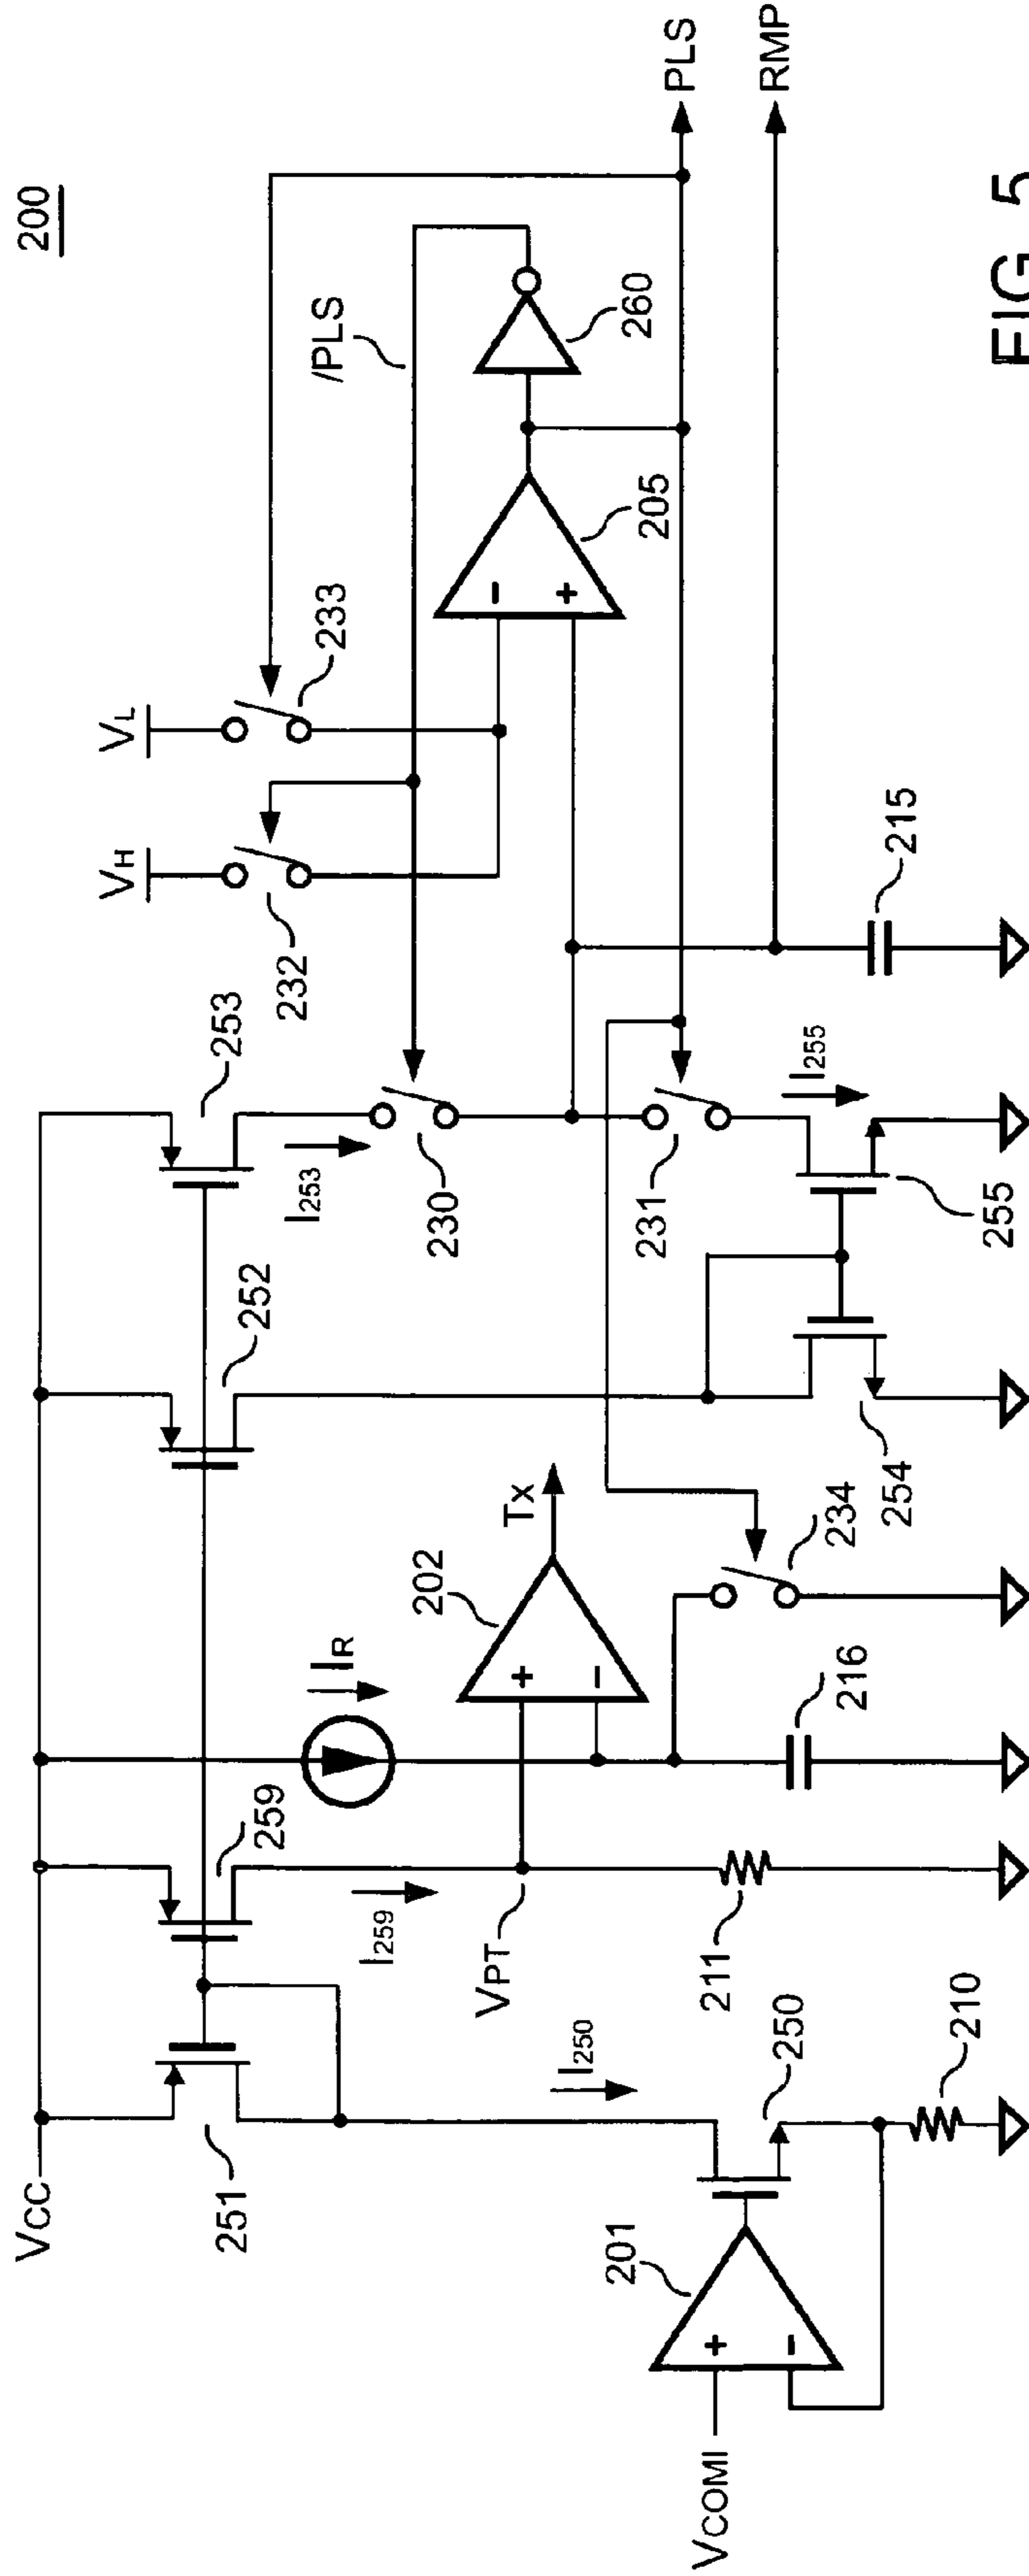 200
VCC
251
259
I259
IR
252
253
I253
230
VH
VL
232
233
/PLS
260
PLS
RMP
205
-
+
VCOMI
201
+
-
I250
250
210
VPT
211
202
+
-
TX
216
234
254
231
I255
255
215
FIG. 5